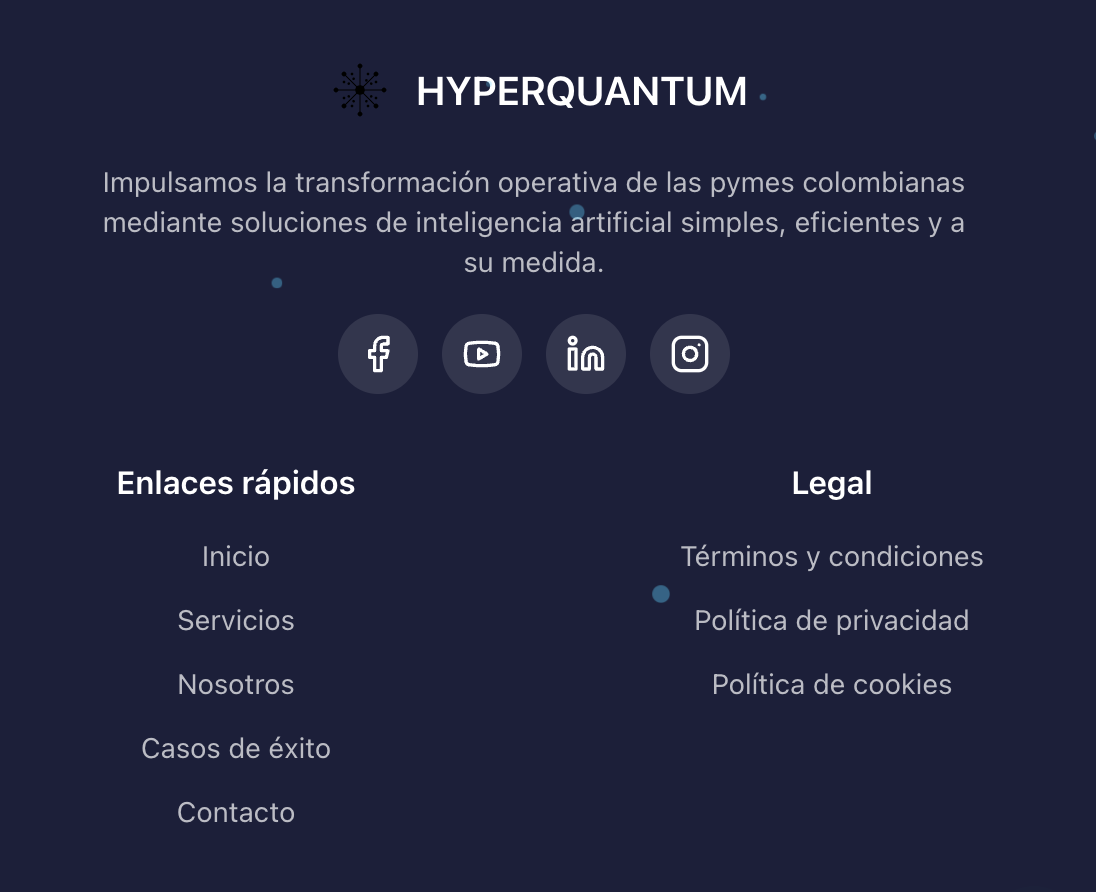 HYPERQUANTUM
Impulsamos la transformación operativa de las pymes colombianas
mediante soluciones de inteligencia artificial simples, eficientes y a
su medida.
Enlaces rápidos
Inicio
Servicios
Nosotros
Casos de éxito
Contacto
Legal
Términos y condiciones
Política de privacidad
Política de cookies